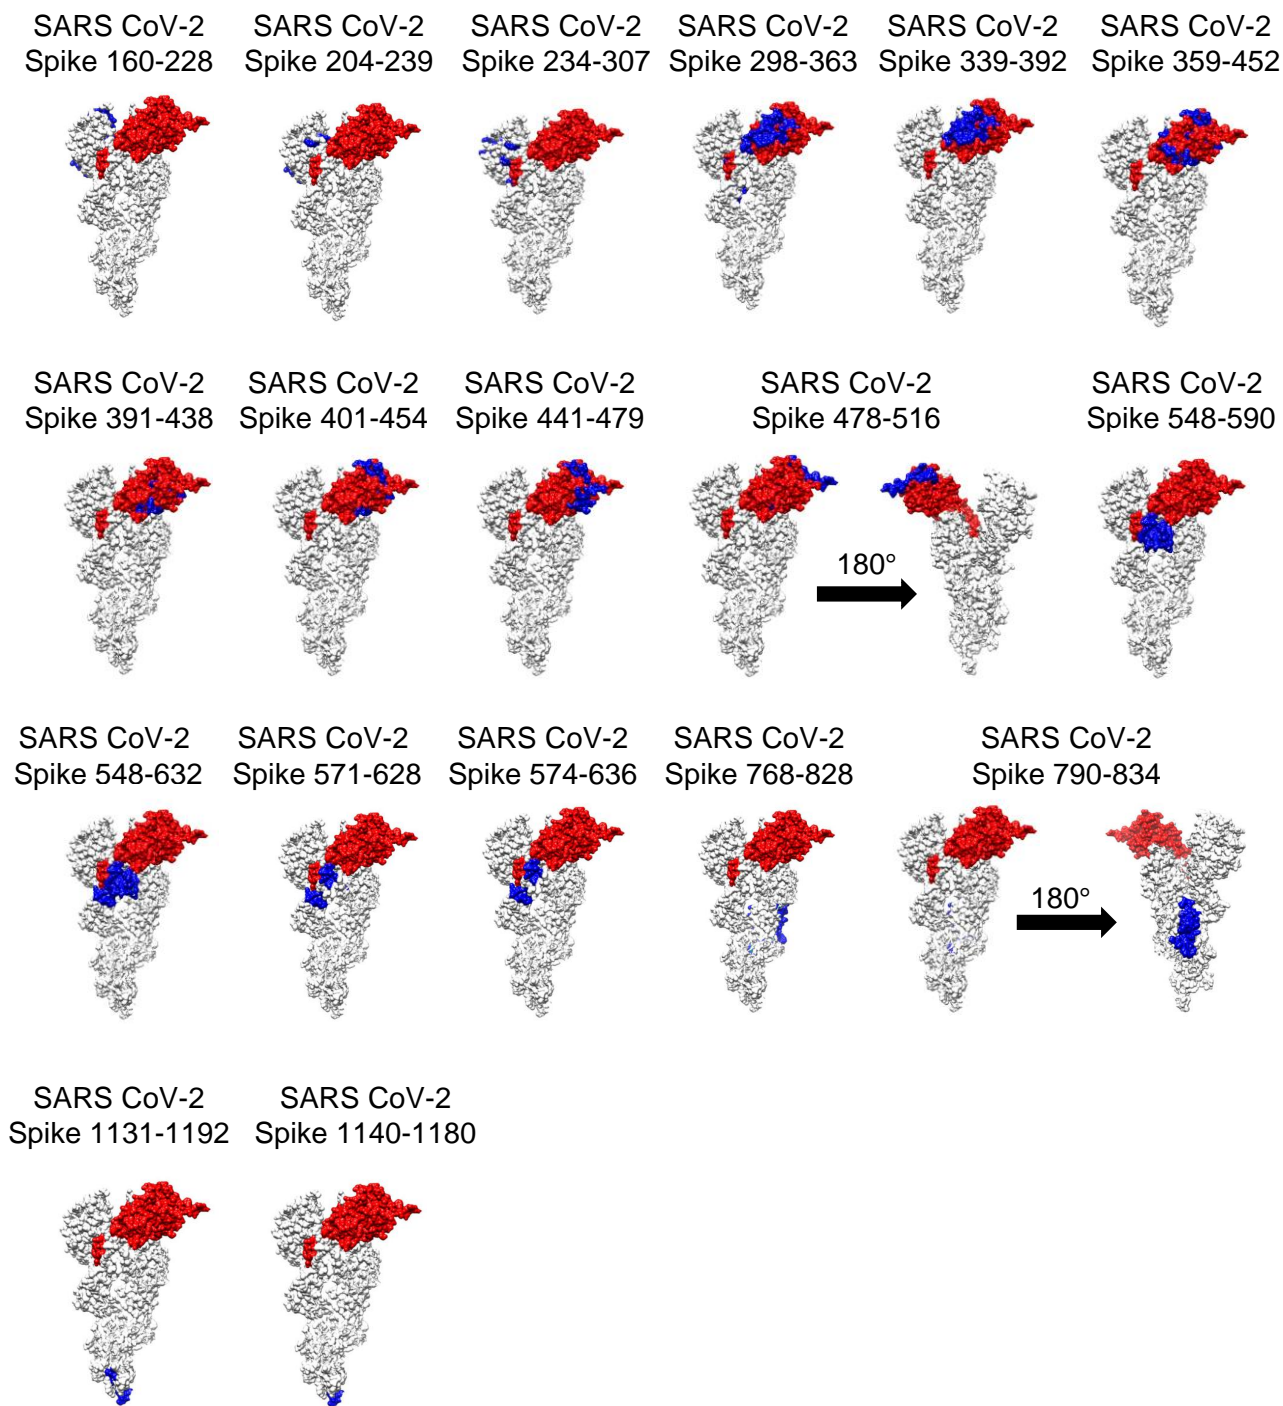 SARS CoV-2
Spike 160-228
SARS CoV-2
Spike 204-239
SARS CoV-2
Spike 234-307
SARS CoV-2
Spike 298-363
SARS CoV-2
Spike 339-392
SARS CoV-2
Spike 359-452
SARS CoV-2
Spike 391-438
SARS CoV-2
Spike 401-454
SARS CoV-2
Spike 441-479
SARS CoV-2
Spike 478-516
180°
SARS CoV-2
Spike 548-590
SARS CoV-2
Spike 548-632
SARS CoV-2
Spike 571-628
SARS CoV-2
Spike 574-636
SARS CoV-2
Spike 768-828
SARS CoV-2
Spike 790-834
180°
SARS CoV-2
Spike 1131-1192
SARS CoV-2
Spike 1140-1180